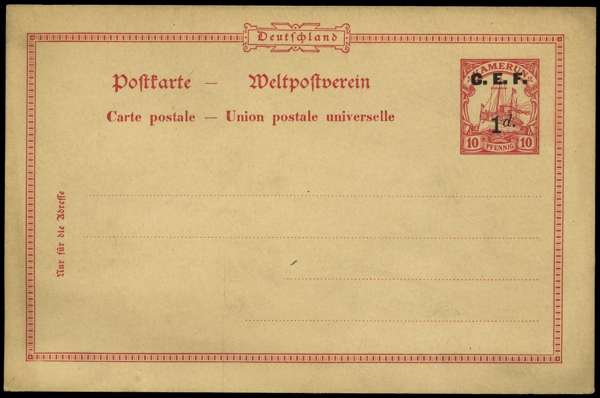 Deutschland
Postkarte — Weltpostverein
Carte postale — Union postale universelle
KAMERUN
C. E. F.
1d.
10 PFENNIG 10
Nur für die Adresse